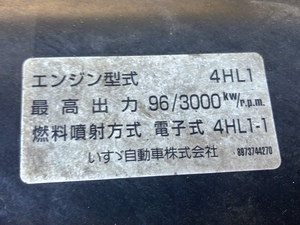 エンジン型式 4HL1
最高出力 96/3000 kw/r.p.m.
燃料噴射方式 電子式 4HL1-1
いすゞ自動車株式会社 8973744270